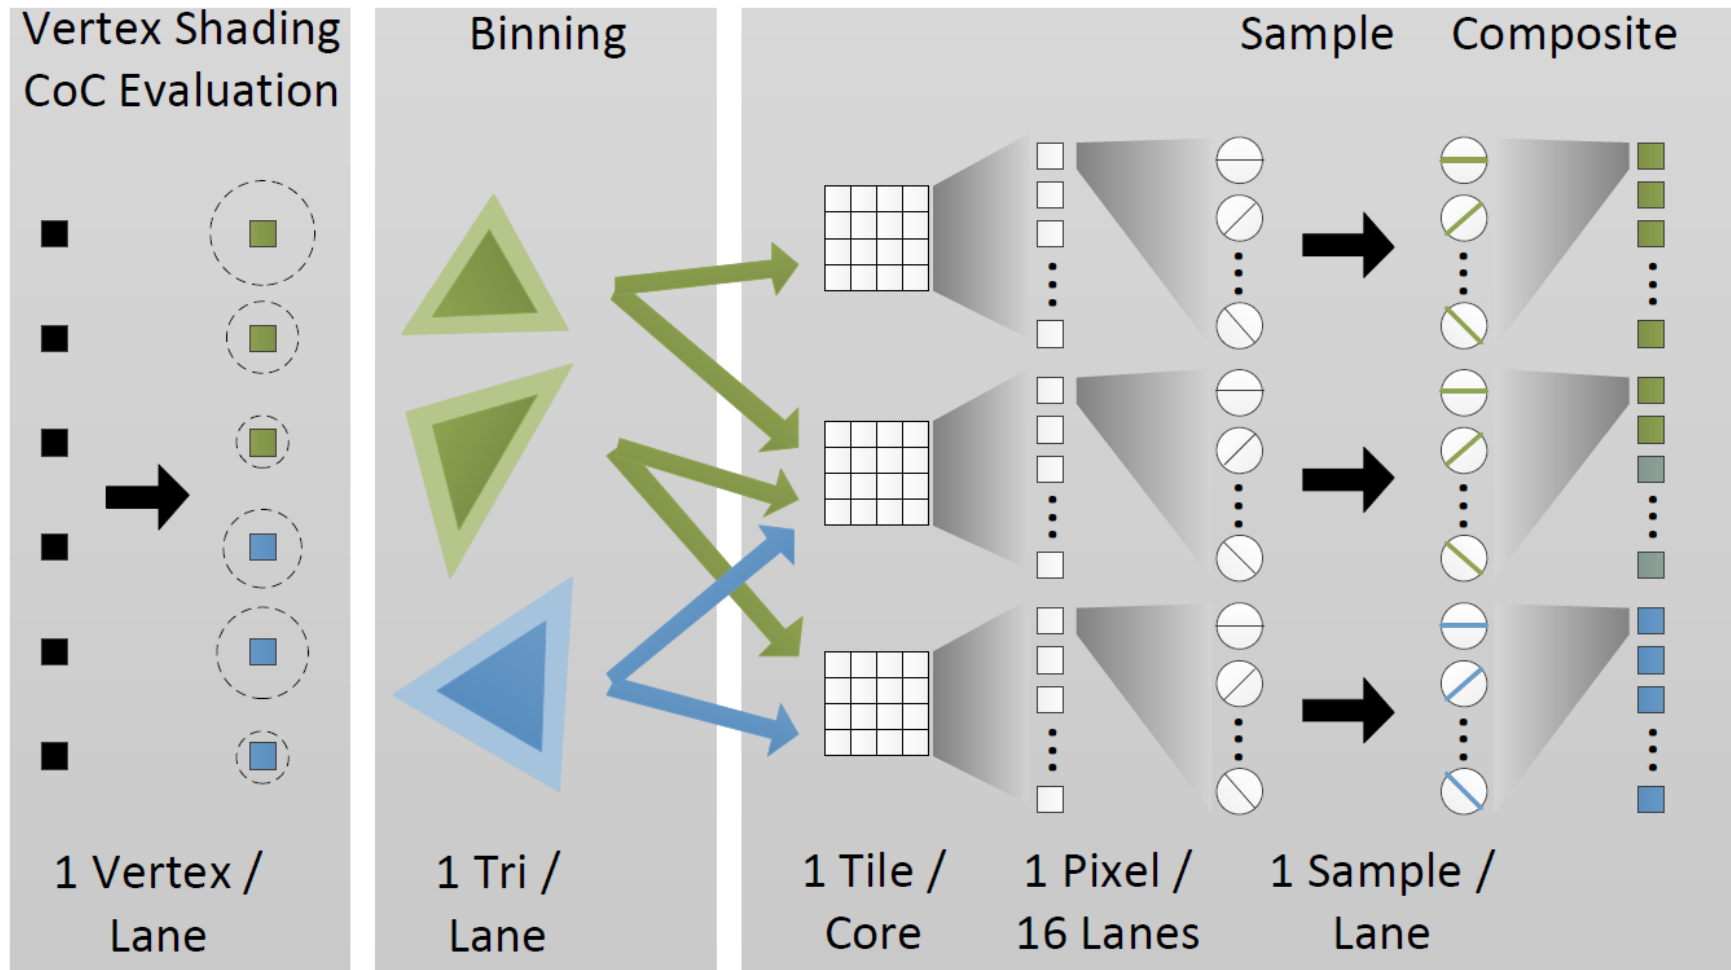 Vertex Shading
CoC Evaluation
Binning
Sample
Composite
1 Vertex /
Lane
1 Tri /
Lane
1 Tile /
Core
1 Pixel /
16 Lanes
1 Sample /
Lane